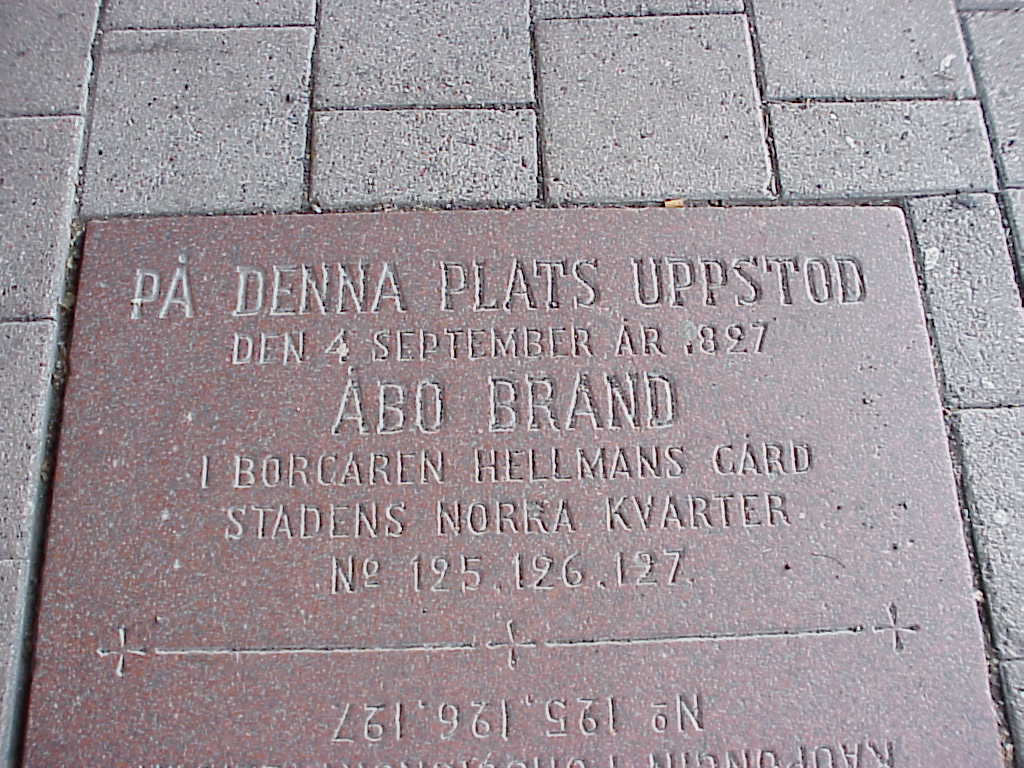 PÅ DENNA PLATS UPPSTOD
DEN 4 SEPTEMBER ÅR 1827
ÅBO BRAND
I BORGAREN HELLMANS GÅRD
STADENS NORRA KVARTER
Nº 125.126.127.
Nº 125.126.127
KAUPUNGIN I